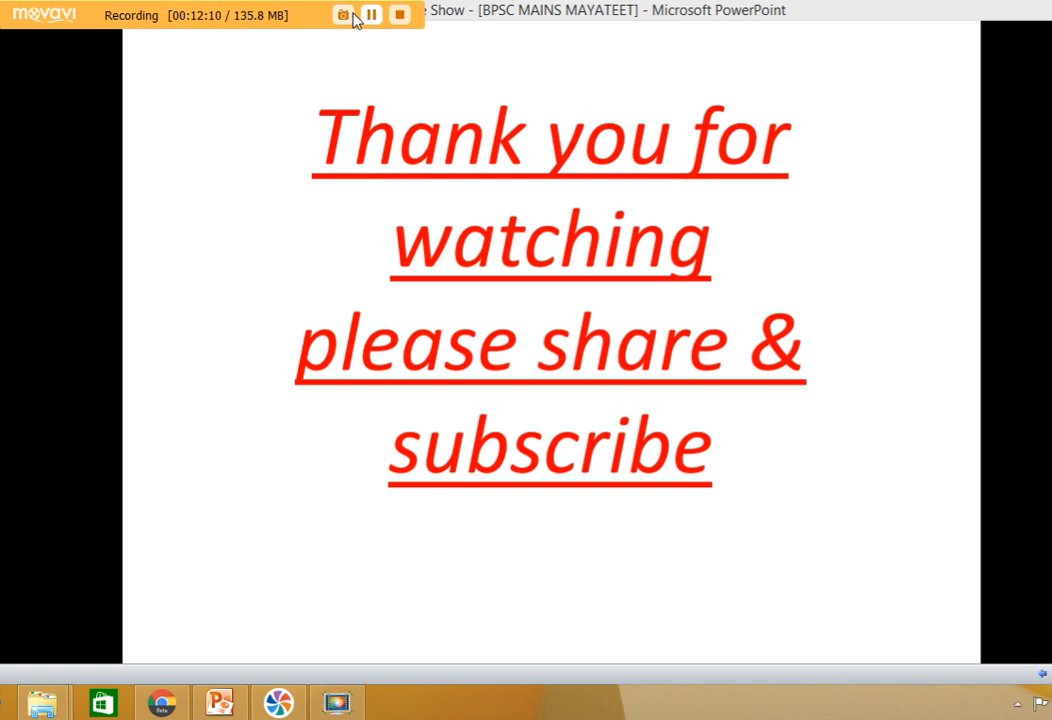 movavi
Recording [00:12:10 / 135.8 MB]
Show - [BPSC MAINS MAYATEET] - Microsoft PowerPoint
Thank you for
watching
please share &
subscribe
Beta